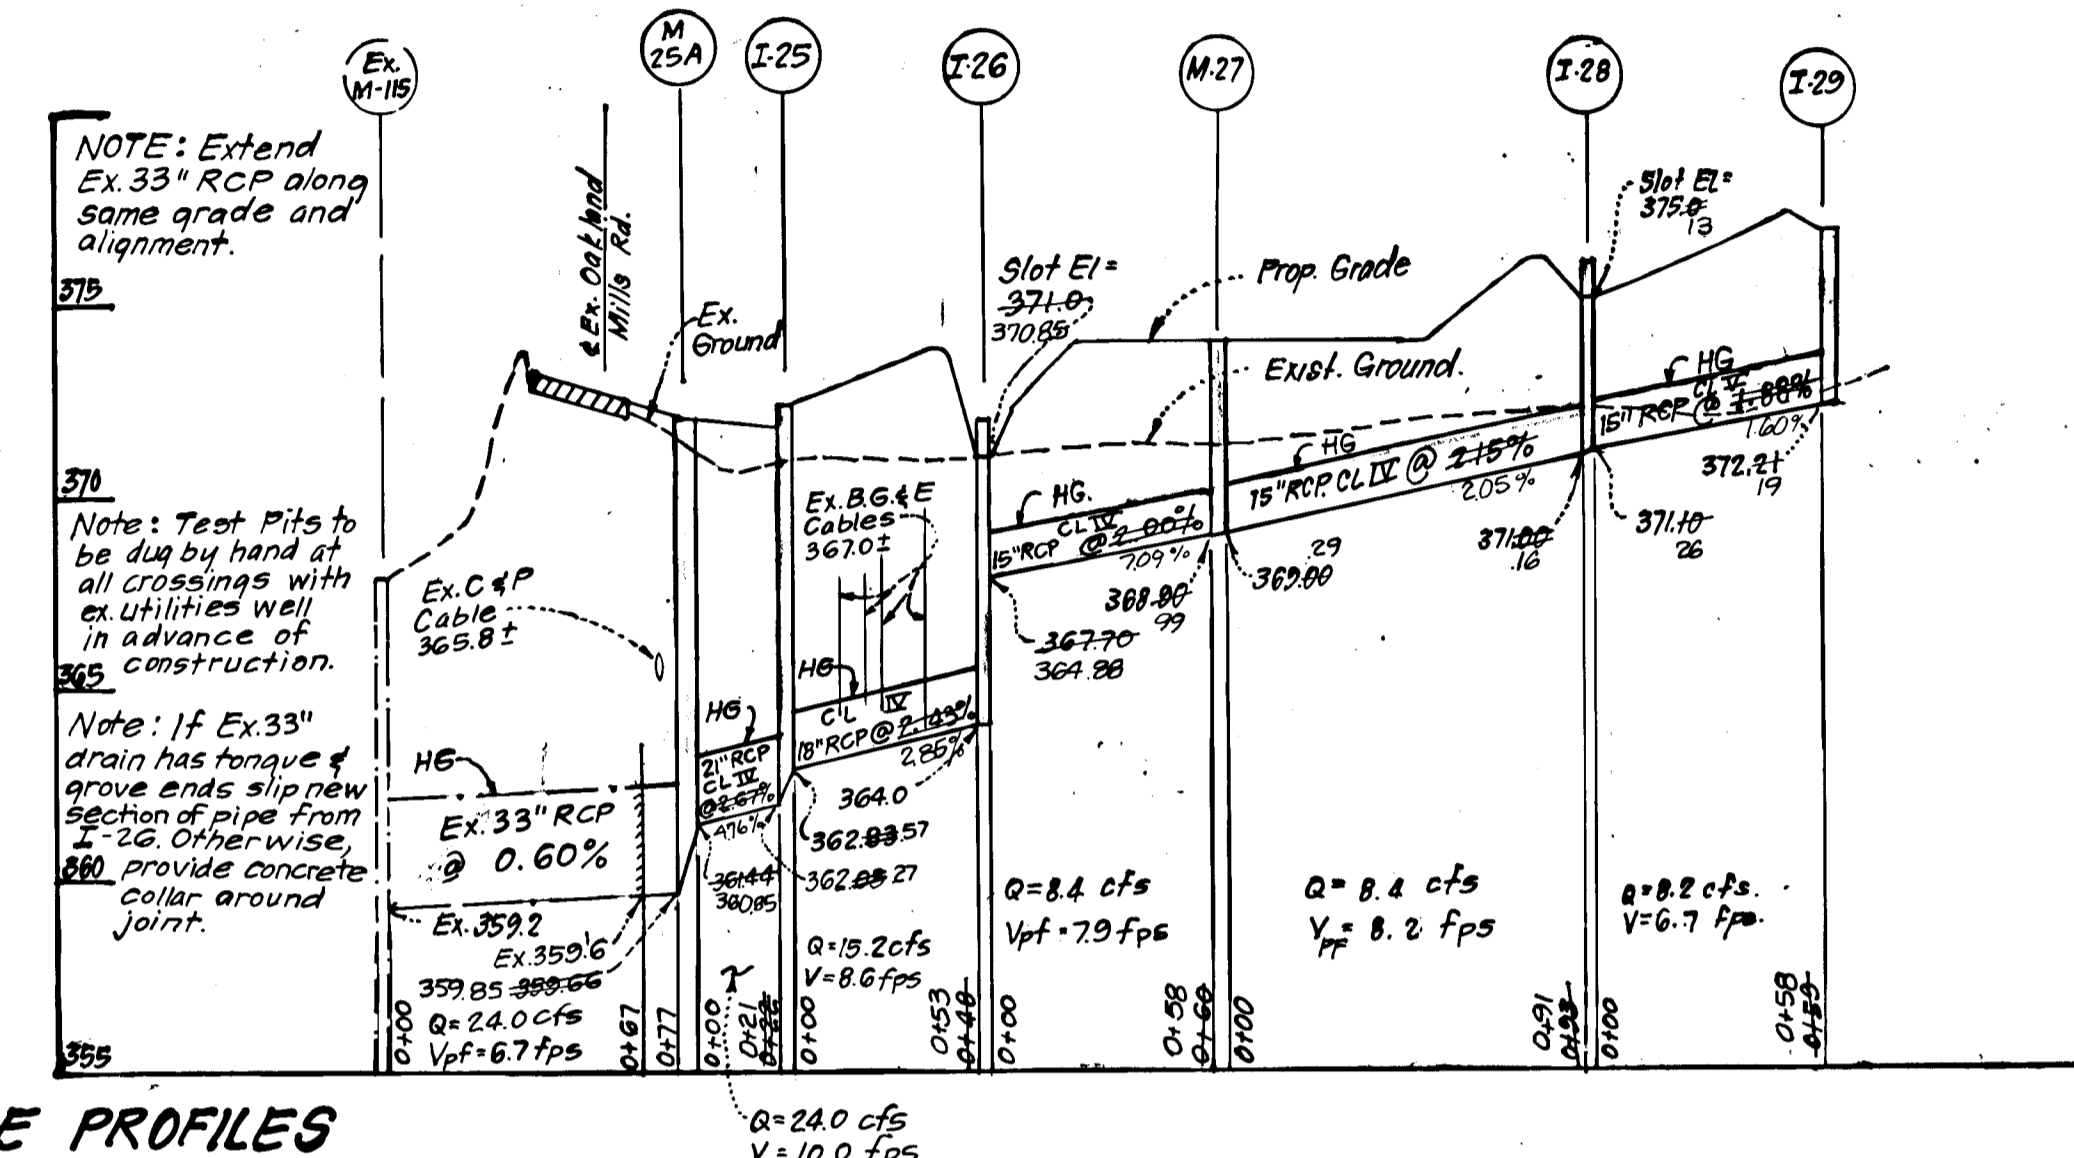 Ex.
M-115
M
25A
I-25
I-26
M-27
I-28
I-29
NOTE: Extend
Ex. 33" RCP along
same grade and
alignment.
375
370
Note: Test Pits to
be dug by hand at
all crossings with
ex. utilities well
in advance of
construction.
365
Note: If Ex. 33"
drain has tongue &
grove ends slip new
section of pipe from
I-26. Otherwise,
provide concrete
collar around
joint.
360
355
℄ Ex. Oakland
Mills Rd.
Ex.
Ground
Ex. C & P
Cable
365.8±
HG
Ex. 33" RCP
@ 0.60%
Ex. 359.2
Ex. 359.6
359.85 359.66
Q= 24.0 cfs
Vpf = 6.7 fps
0+00
0+67
0+77
HG
21" RCP
CL IV
@ 2.67%
4.76%
361.44
360.85
0+00
0+21
0+22
Q=24.0 cfs
V = 10.0 fps
Ex. B.G. & E
Cables
367.0±
HG
CL IV
18" RCP @ 2.43%
2.85%
364.0
362.83 .57
362.05 27
Q=15.2 cfs
V=8.6 fps
0+00
0+53
0+48
Slot El =
371.0
370.85
Prop. Grade
Exist. Ground.
HG.
CL IV
15" RCP @ 2.00%
7.09%
367.70
364.88
368.80
99
Q=8.4 cfs
Vpf = 7.9 fps
0+00
0+58
0+60
HG
15" RCP CL IV @ 2.15%
2.05%
.29
369.00
371.00
.16
Q= 8.4 cfs
VPF = 8.2 fps
0+00
0+91
0+93
Slot El =
375.0
13
HG
CL IV
15" RCP @ 1.88%
1.60%
372.21
19
371.10
26
Q=8.2 cfs.
V=6.7 fps.
0+00
0+58
0+59
E PROFILES